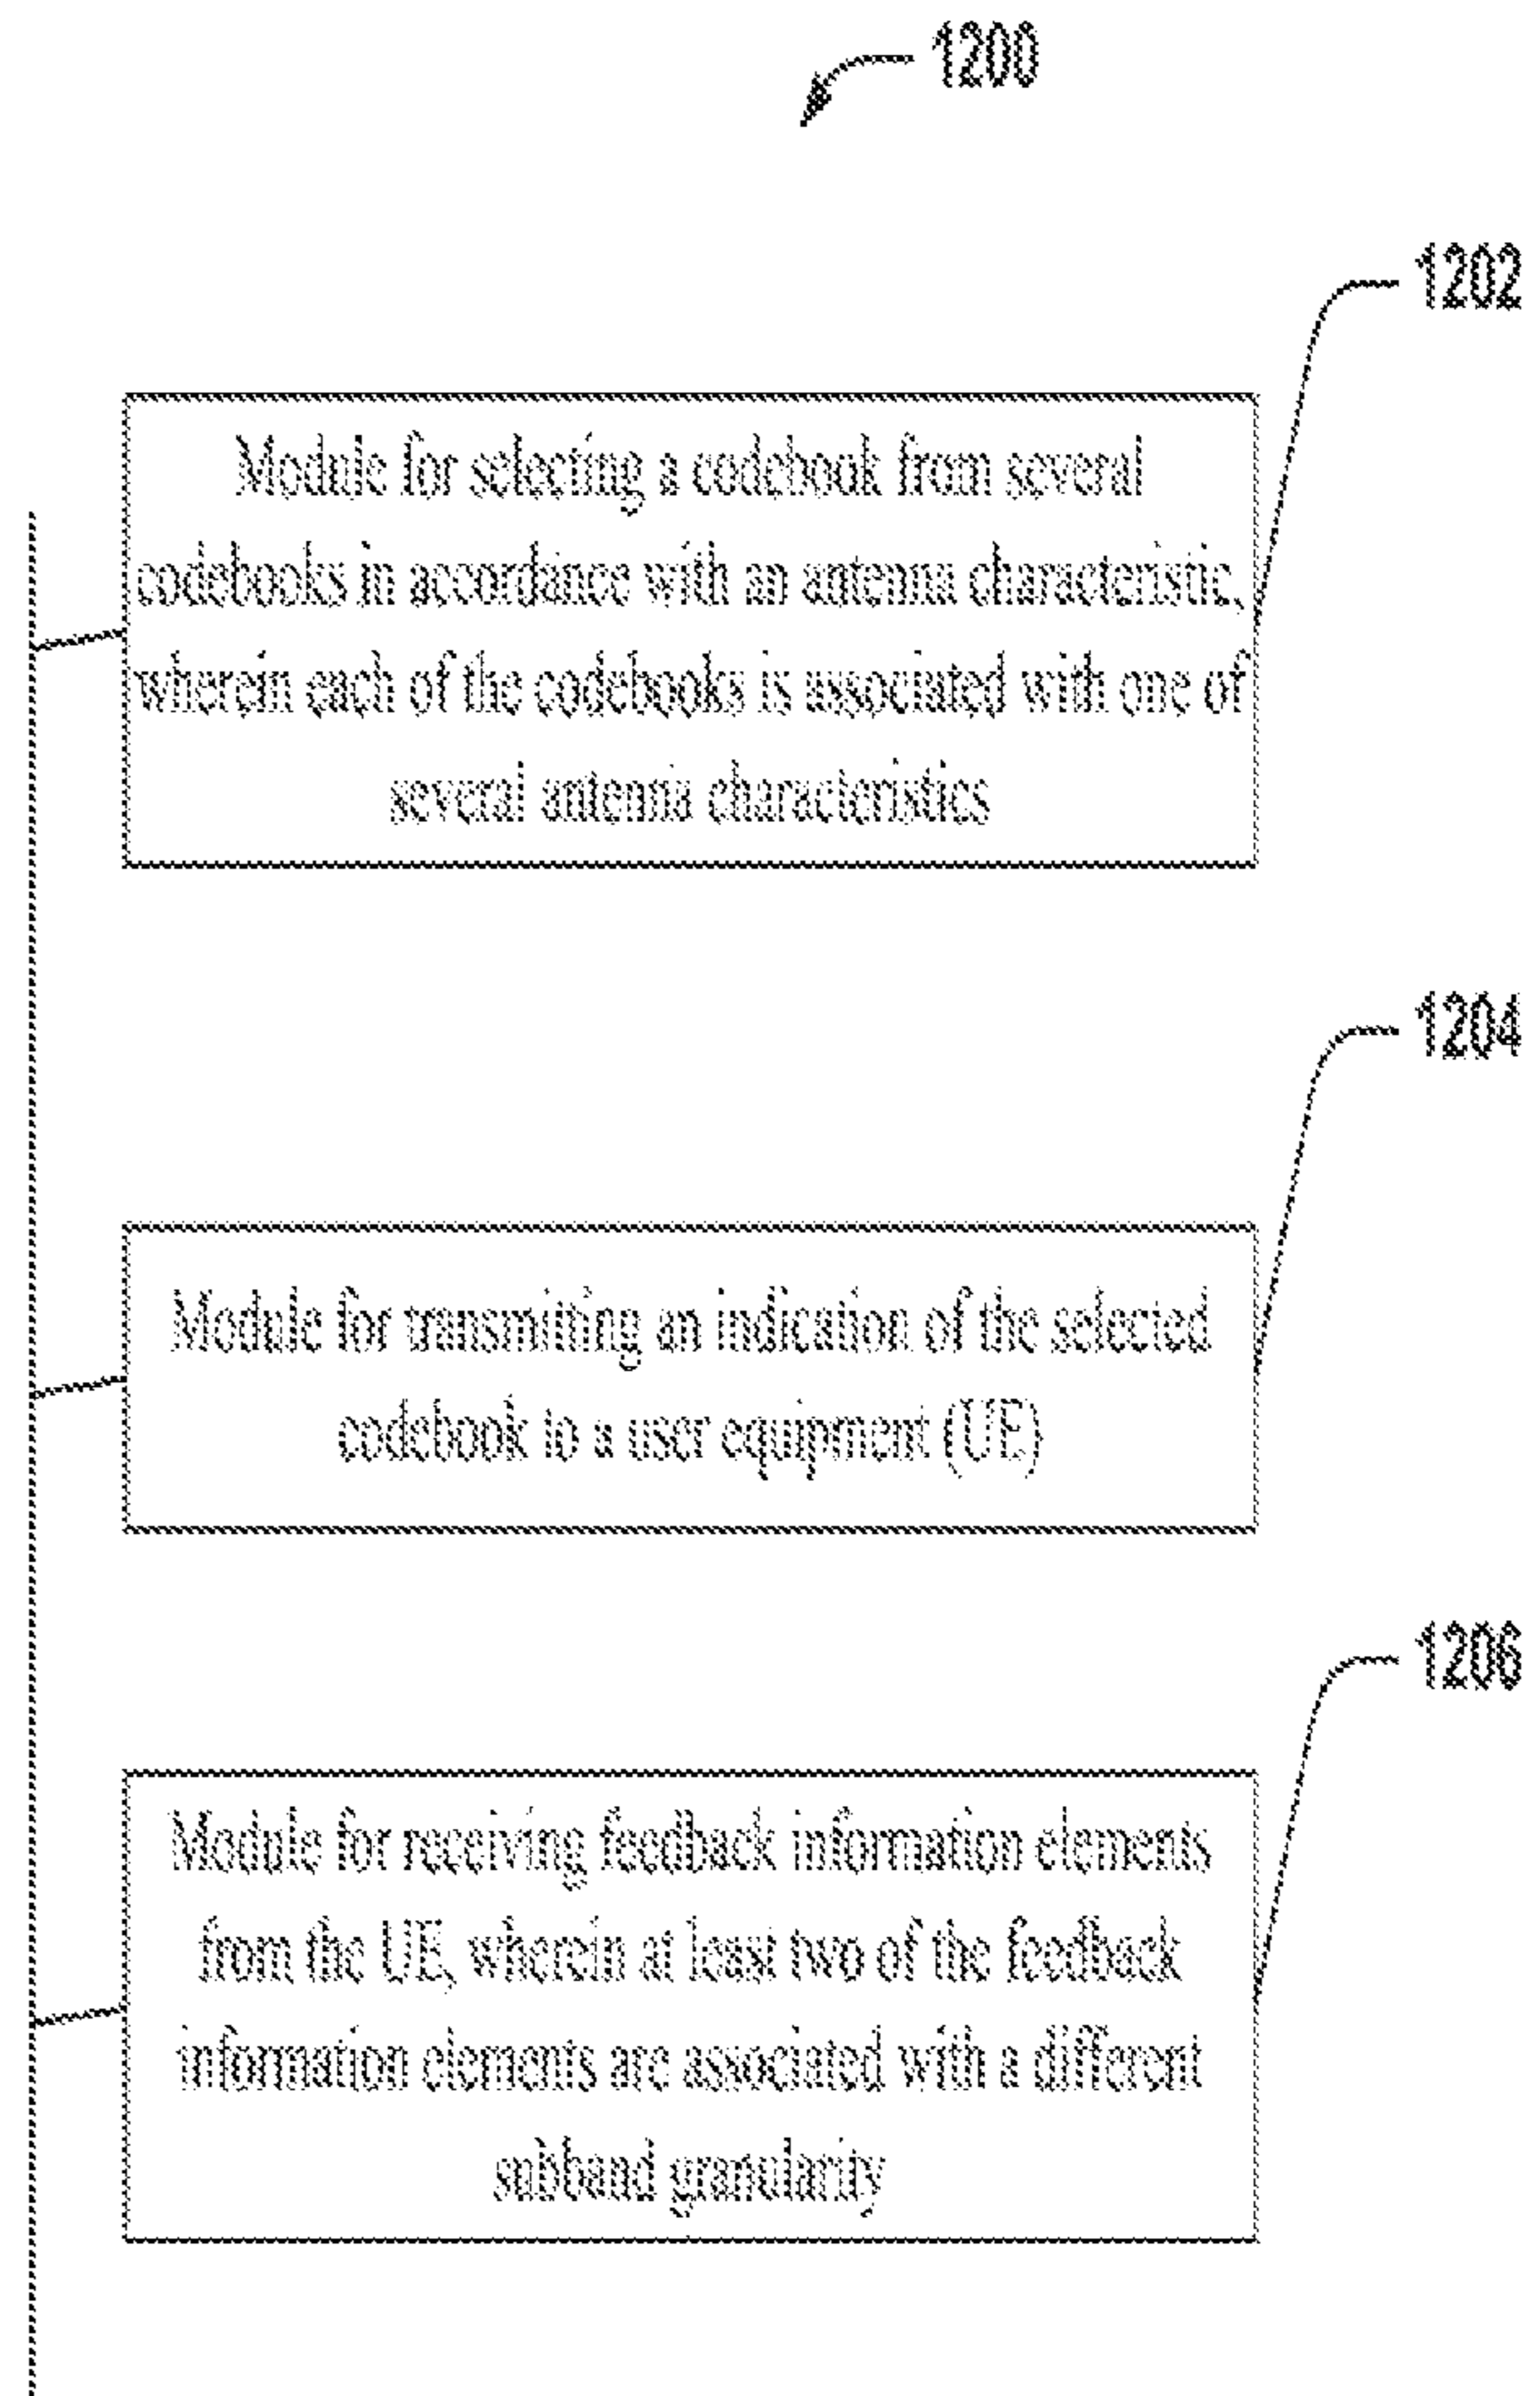 1200
1202
Module for selecting a codebook from several
codebooks in accordance with an antenna characteristic,
wherein each of the codebooks is associated with one of
several antenna characteristics
1204
Module for transmitting an indication of the selected
codebook to a user equipment (UE)
1206
Module for receiving feedback information elements
from the UE, wherein at least two of the feedback
information elements are associated with a different
subband granularity